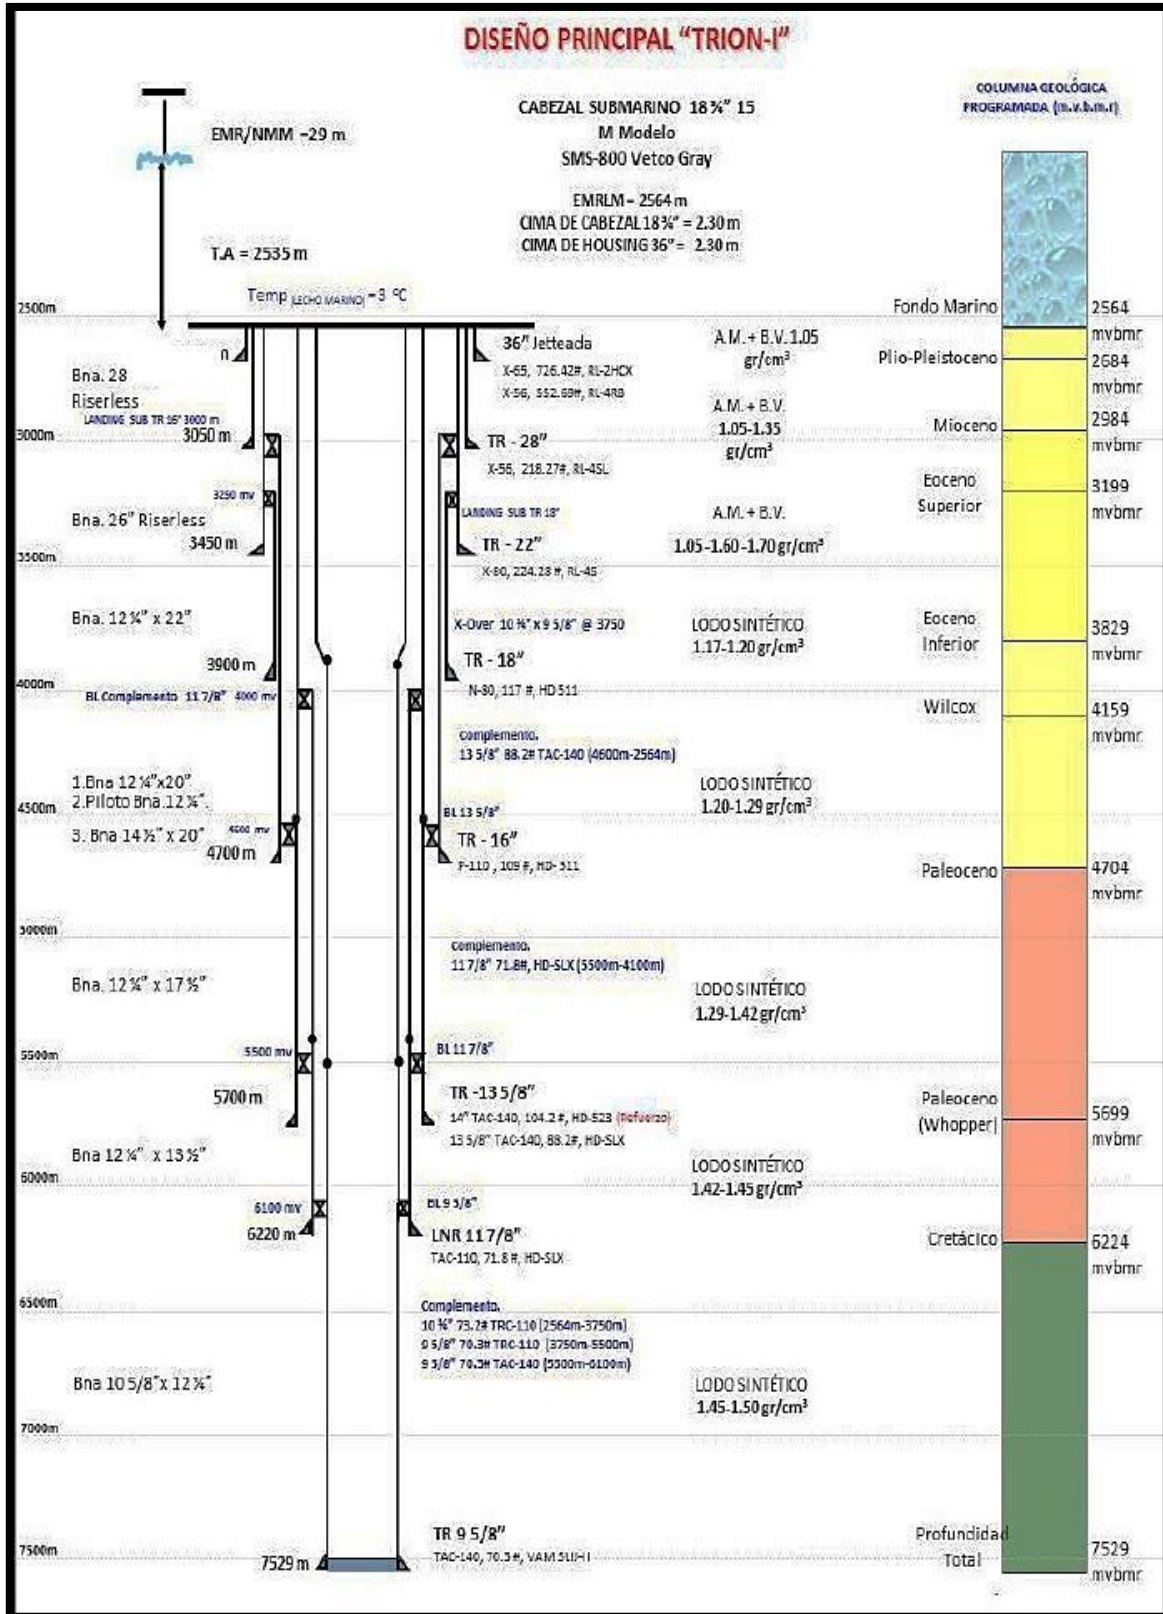 DISEÑO PRINCIPAL “TRION-I”
COLUMNA GEOLÓGICA
PROGRAMADA (m.v.b.m.r)
CABEZAL SUBMARINO 18 ¾” 15
M Modelo
SMS-800 Vetco Gray
EMR/NMM =29 m
EMRLM = 2564 m
CIMA DE CABEZAL 18 ¾” = 2.30 m
CIMA DE HOUSING 36” = 2.30 m
T.A = 2535 m
Temp (LECHO MARINO) = 3 °C
2500m
Fondo Marino
2564
mvbmr
36” Jetteada
X-65, 726.42#, RL-2HCX
X-56, 552.69#, RL-4RB
A.M. + B.V. 1.05
gr/cm³
Plio-Pleistoceno
2684
mvbmr
Bna. 28
Riserless
LANDING SUB TR 16" 3000 m
3050 m
3000m
TR - 28”
X-56, 218.27#, RL-4SL
A.M. + B.V.
1.05-1.35
gr/cm³
Mioceno
2984
mvbmr
3250 mv
LANDING SUB TR 18"
Eoceno
Superior
3199
mvbmr
Bna. 26” Riserless
3450 m
TR - 22”
X-80, 224.28 #, RL-4S
A.M. + B.V.
1.05-1.60-1.70 gr/cm³
3500m
Bna. 12 ¼” x 22”
X-Over 10 ¾” x 9 5/8” @ 3750
LODO SINTÉTICO
1.17-1.20 gr/cm³
Eoceno
Inferior
3829
mvbmr
3900 m
TR - 18”
N-80, 117 #, HD 511
4000m
BL Complemento 11 7/8” 4000 mv
Wilcox
4159
mvbmr
Complemento.
13 5/8” 88.2# TAC-140 (4600m-2564m)
1.Bna 12 ¼”x20”
2.Piloto Bna.12 ¼”.
3. Bna 14 ½” x 20”
LODO SINTÉTICO
1.20-1.29 gr/cm³
4500m
BL 13 5/8”
4600 mv
4700 m
TR - 16”
P-110 , 109 #, HD- 511
Paleoceno
4704
mvbmr
5000m
Complemento.
11 7/8” 71.8#, HD-SLX (5500m-4100m)
Bna. 12 ¼” x 17 ½”
LODO SINTÉTICO
1.29-1.42 gr/cm³
5500m
5500 mv
BL 11 7/8”
5700 m
TR -13 5/8”
14” TAC-140, 104.2 #, HD-523 (Refuerzo)
13 5/8” TAC-140, 88.2#, HD-SLX
Paleoceno
(Whopper)
5699
mvbmr
Bna 12 ¼” x 13 ½”
LODO SINTÉTICO
1.42-1.45 gr/cm³
6000m
6100 mv
BL 9 5/8”
6220 m
LNR 11 7/8”
TAC-110, 71.8 #, HD-SLX
Cretácico
6224
mvbmr
6500m
Complemento.
10 ¾” 73.2# TRC-110 (2564m-3750m)
9 5/8” 70.3# TRC-110 (3750m-5500m)
9 5/8” 70.3# TAC-140 (5500m-6100m)
Bna 10 5/8”x 12 ¼”
LODO SINTÉTICO
1.45-1.50 gr/cm³
7000m
7500m
7529 m
TR 9 5/8”
TAC-140, 70.3 #, VAM
Profundidad
Total
7529
mvbmr